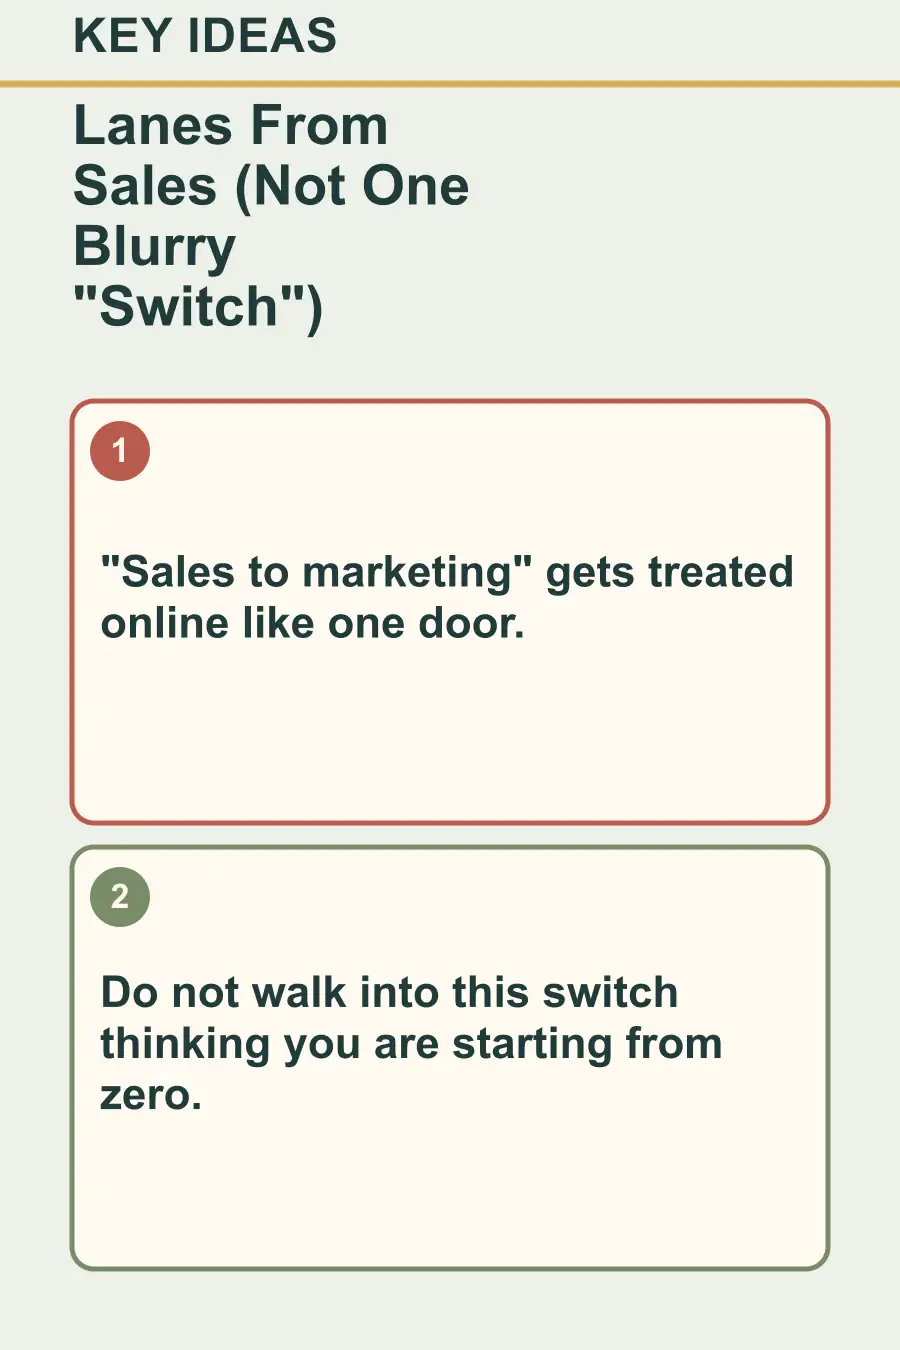 KEY IDEAS
Lanes From
Sales (Not One
Blurry
"Switch")
1
"Sales to marketing" gets treated
online like one door.
2
Do not walk into this switch
thinking you are starting from
zero.